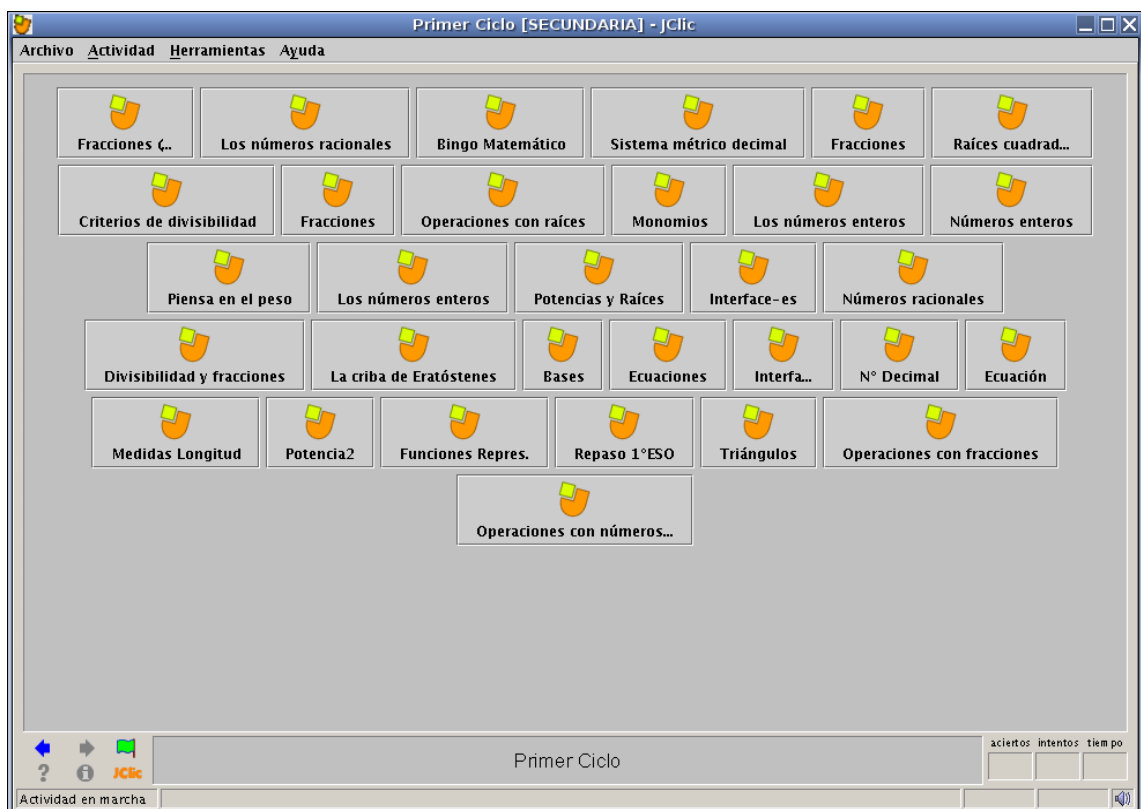 Primer Ciclo [SECUNDARIA] - JClic
Archivo Actividad Herramientas Ayuda
Fracciones (.. Los números racionales Bingo Matemático Sistema métrico decimal Fracciones Raíces cuadrad...
Criterios de divisibilidad Fracciones Operaciones con raíces Monomios Los números enteros Números enteros
Piensa en el peso Los números enteros Potencias y Raíces Interface-es Números racionales
Divisibilidad y fracciones La criba de Eratóstenes Bases Ecuaciones Interfa... N° Decimal Ecuación
Medidas Longitud Potencia2 Funciones Repres. Repaso 1°ESO Triángulos Operaciones con fracciones
Operaciones con números...
aciertos intentos tiempo
Primer Ciclo
? i JClic
Actividad en marcha